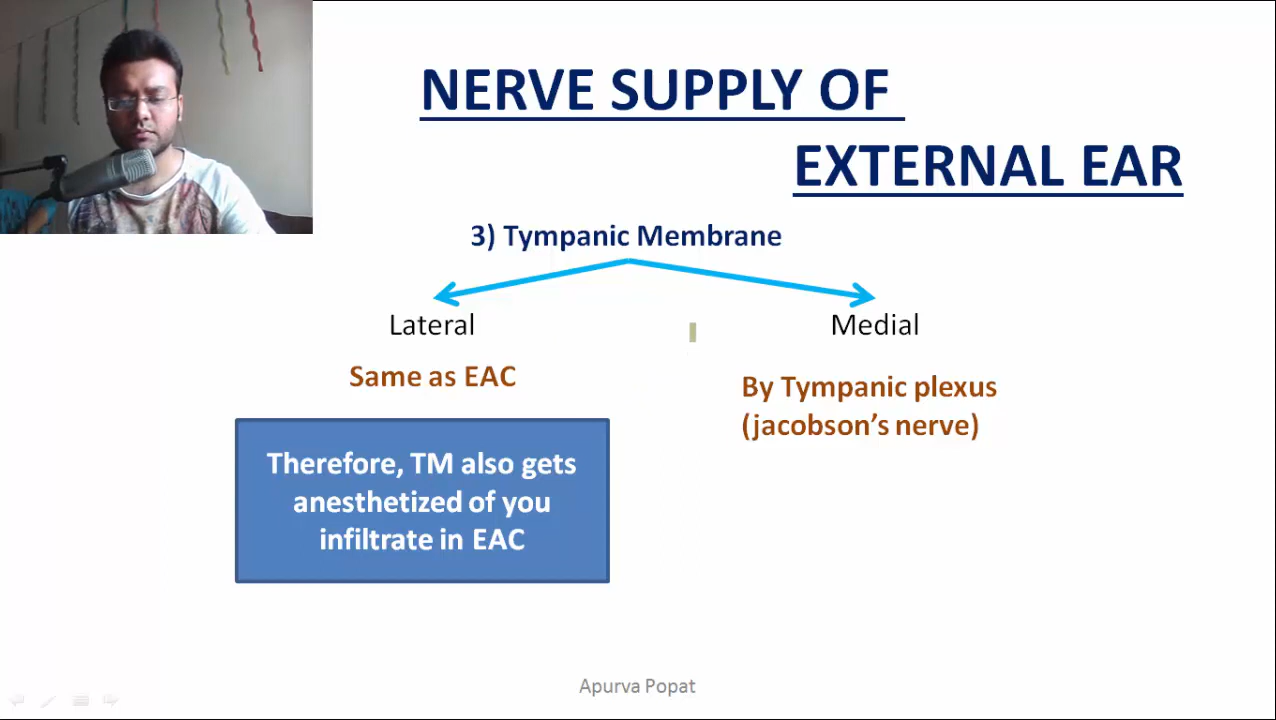 NERVE SUPPLY OF
EXTERNAL EAR
3) Tympanic Membrane
Lateral
Medial
Same as EAC
By Tympanic plexus
(jacobson's nerve)
Therefore, TM also gets
anesthetized of you
infiltrate in EAC
Apurva Popat